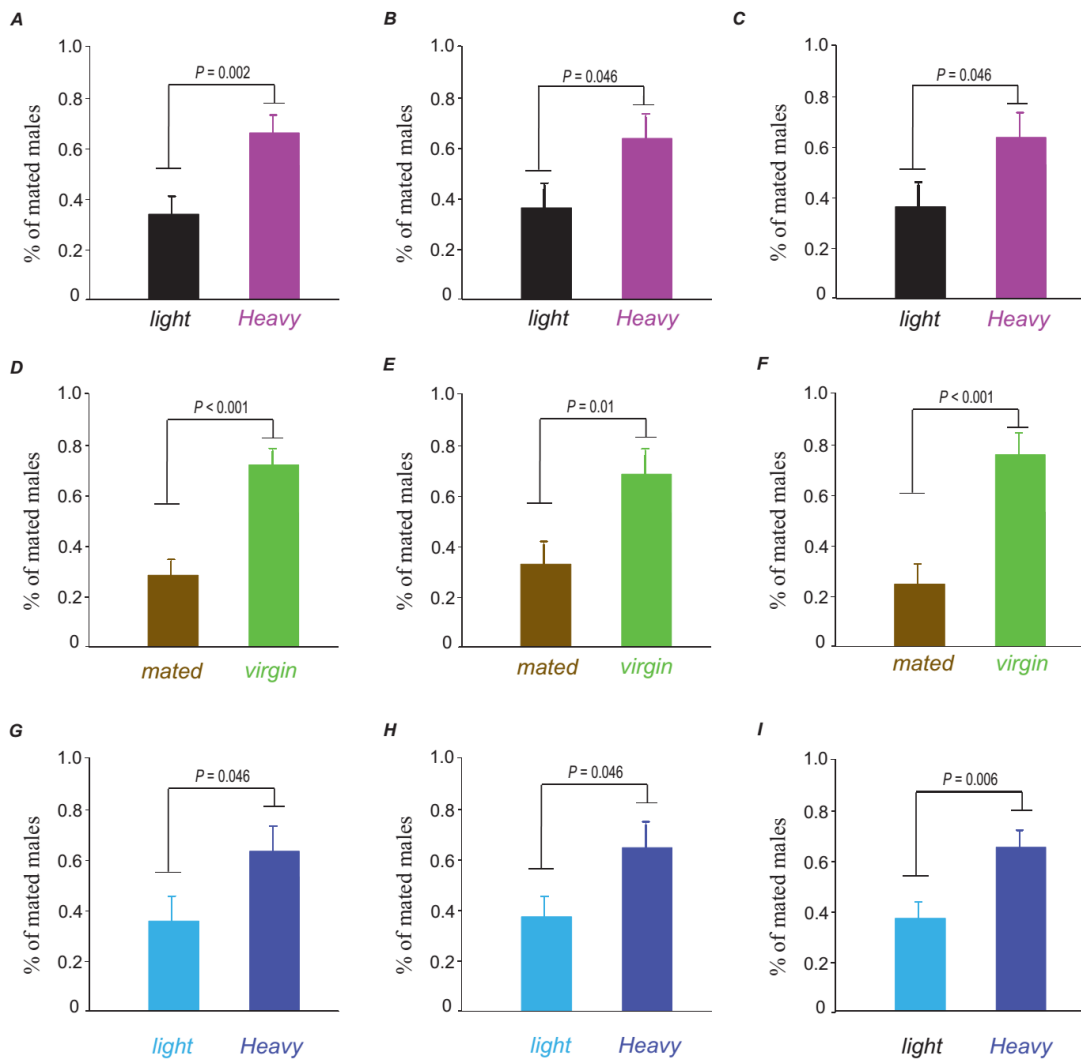 A
% of mated males
1.0
0.8
0.6
0.4
0.2
0
P = 0.002
light Heavy
B
% of mated males
1.0
0.8
0.6
0.4
0.2
0
P = 0.046
light Heavy
C
% of mated males
1.0
0.8
0.6
0.4
0.2
0
P = 0.046
light Heavy
D
% of mated males
1.0
0.8
0.6
0.4
0.2
0
P < 0.001
mated virgin
E
% of mated males
1.0
0.8
0.6
0.4
0.2
0
P = 0.01
mated virgin
F
% of mated males
1.0
0.8
0.6
0.4
0.2
0
P < 0.001
mated virgin
G
% of mated males
1.0
0.8
0.6
0.4
0.2
0
P = 0.046
light Heavy
H
% of mated males
1.0
0.8
0.6
0.4
0.2
0
P = 0.046
light Heavy
I
% of mated males
1.0
0.8
0.6
0.4
0.2
0
P = 0.006
light Heavy